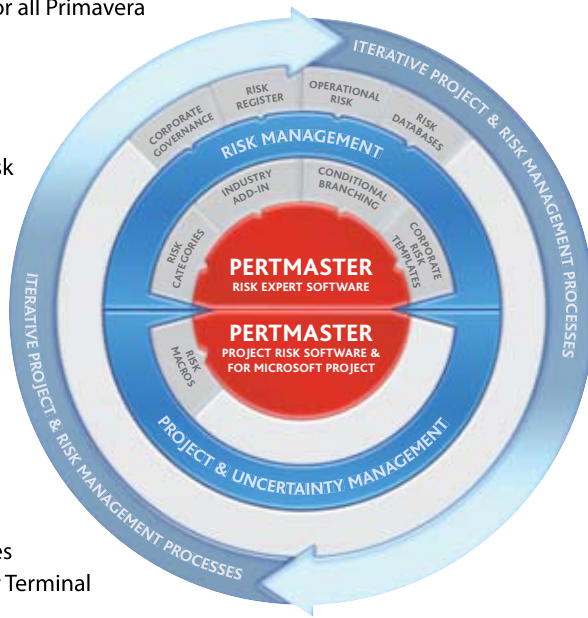 or all Primavera
ITERATIVE PROJECT & RISK MANAGEMENT PROCESSES
CORPORATE
GOVERNANCE
RISK
REGISTER
OPERATIONAL
RISK
RISK
DATABASES
RISK MANAGEMENT
sk
RISK
CATEGORIES
INDUSTRY
ADD-IN
CONDITIONAL
BRANCHING
CORPORATE
RISK
TEMPLATES
PERTMASTER
RISK EXPERT SOFTWARE
PERTMASTER
PROJECT RISK SOFTWARE &
FOR MICROSOFT PROJECT
RISK
MACROS
PROJECT & UNCERTAINTY MANAGEMENT
ITERATIVE PROJECT & RISK MANAGEMENT PROCESSES
es
Terminal